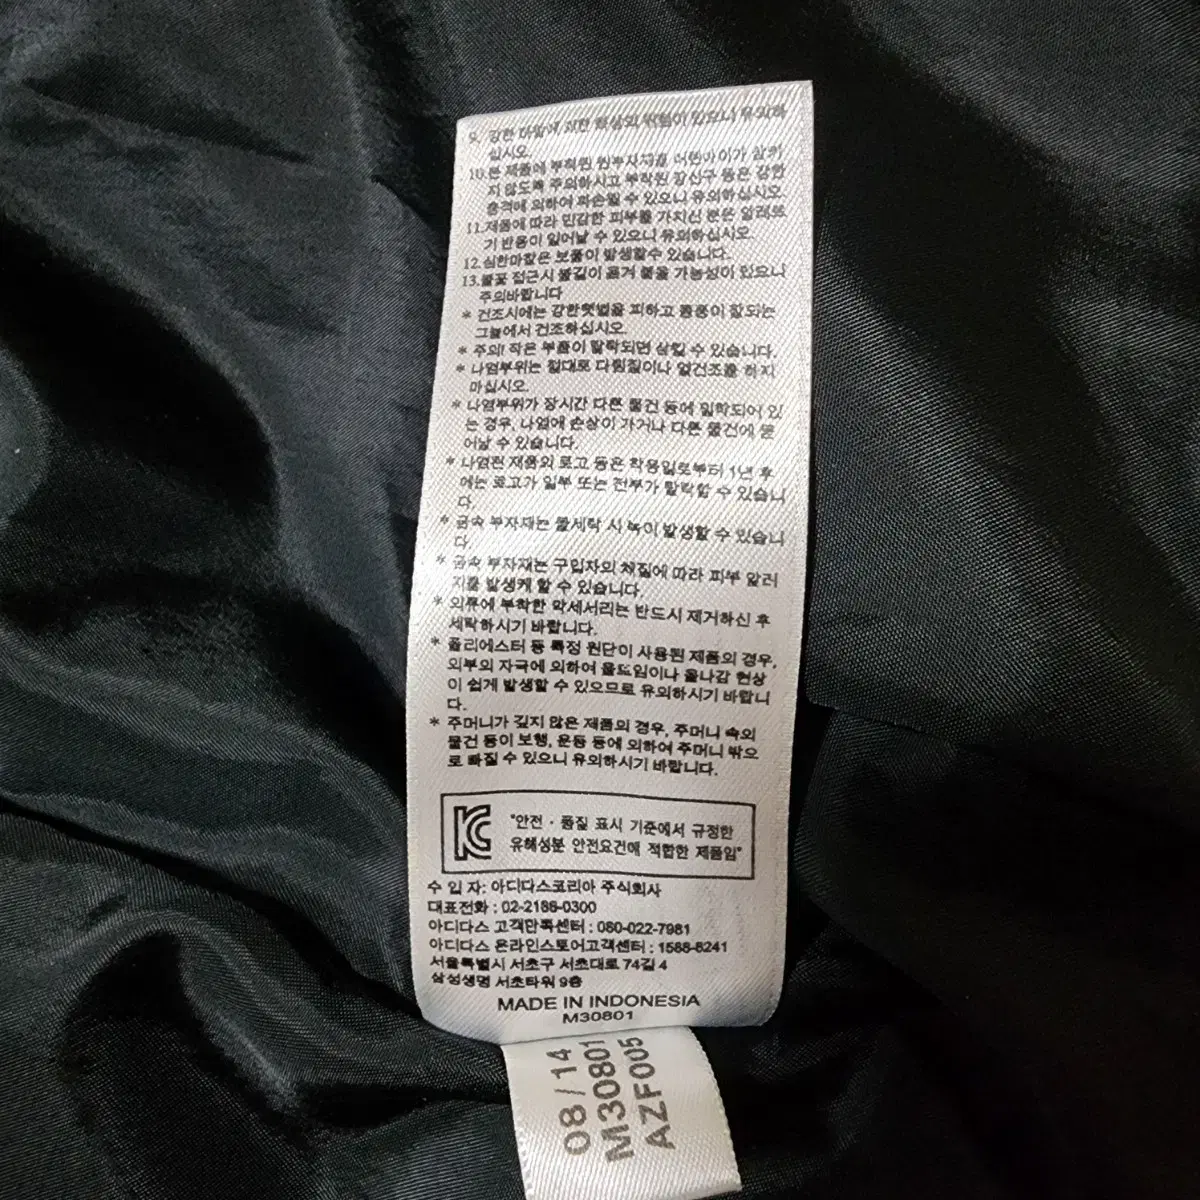 9. 강한 마찰에 의한 화상의 위험이 있으니 유의하
십시오.
10.본 제품에 부착된 원부자재를 어린아이가 삼키
지 않도록 주의하시고 부착된 장신구 등은 강한
충격에 의하여 파손될 수 있으니 유의하십시오
11.제품에 따라 민감한 피부를 가지신 분은 알레르
기 반응이 일어날 수 있으니 유의하십시오.
12.심한마찰은 보풀이 발생할수 있습니다.
13.불꽃 접근시 불길이 옮겨 붙을 가능성이 있으니
주의바랍니다
* 건조시에는 강한햇볕을 피하고 통풍이 잘되는
그늘에서 건조하십시오.
* 주의! 작은 부품이 탈락되면 삼킬 수 있습니다.
* 나염부위는 절대로 다림질이나 열건조를 하지
마십시오.
* 나염부위가 장시간 다른 물건 등에 밀착되어 있
는 경우, 나염에 손상이 가거나 다른 물건에 묻
어날 수 있습니다.
* 나염된 제품의 로고 등은 착용일로부터 1년 후
에는 로고가 일부 또는 전부가 탈락할 수 있습니
다.
* 금속 부자재는 물세탁 시 녹이 발생할 수 있습니
다.
* 금속 부자재는 구입자의 체질에 따라 피부 알러
지를 발생케 할 수 있습니다.
* 의류에 부착한 악세서리는 반드시 제거하신 후
세탁하시기 바랍니다.
* 폴리에스터 등 특정 원단이 사용된 제품의 경우,
외부의 자극에 의하여 올뜨임이나 올나감 현상
이 쉽게 발생할 수 있으므로 유의하시기 바랍니
다.
* 주머니가 깊지 않은 제품의 경우, 주머니 속의
물건 등이 보행, 운동 등에 의하여 주머니 밖으
로 빠질 수 있으니 유의하시기 바랍니다.
"안전 · 품질 표시 기준에서 규정한
유해성분 안전요건에 적합한 제품임"
수 입 자: 아디다스코리아 주식회사
대표전화 : 02-2186-0300
아디다스 고객만족센터 : 080-022-7981
아디다스 온라인스토어고객센터 : 1588-8241
서울특별시 서초구 서초대로 74길 4
삼성생명 서초타워 9층
MADE IN INDONESIA
M30801
08/14
M30801
AZF005